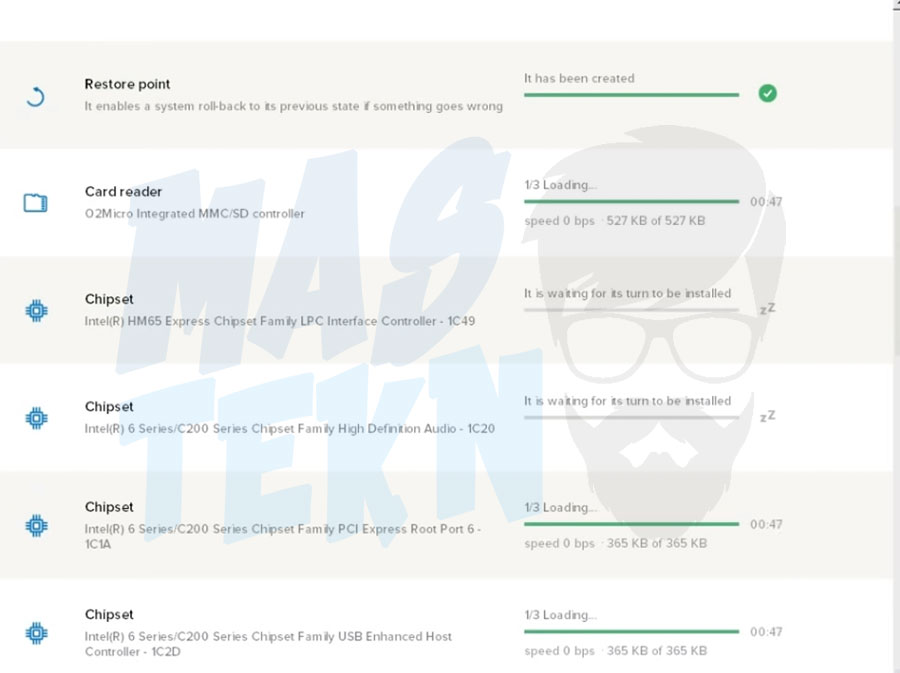 Restore point
It enables a system roll-back to its previous state if something goes wrong
It has been created
Card reader
O2Micro Integrated MMC/SD controller
1/3 Loading...
00:47
speed 0 bps · 527 KB of 527 KB
Chipset
Intel(R) HM65 Express Chipset Family LPC Interface Controller - 1C49
It is waiting for its turn to be installed
zZ
Chipset
Intel(R) 6 Series/C200 Series Chipset Family High Definition Audio - 1C20
It is waiting for its turn to be installed
zZ
Chipset
Intel(R) 6 Series/C200 Series Chipset Family PCI Express Root Port 6 -
1C1A
1/3 Loading...
00:47
speed 0 bps · 365 KB of 365 KB
Chipset
Intel(R) 6 Series/C200 Series Chipset Family USB Enhanced Host
Controller - 1C2D
1/3 Loading...
00:47
speed 0 bps · 365 KB of 365 KB
MAS
TEKN